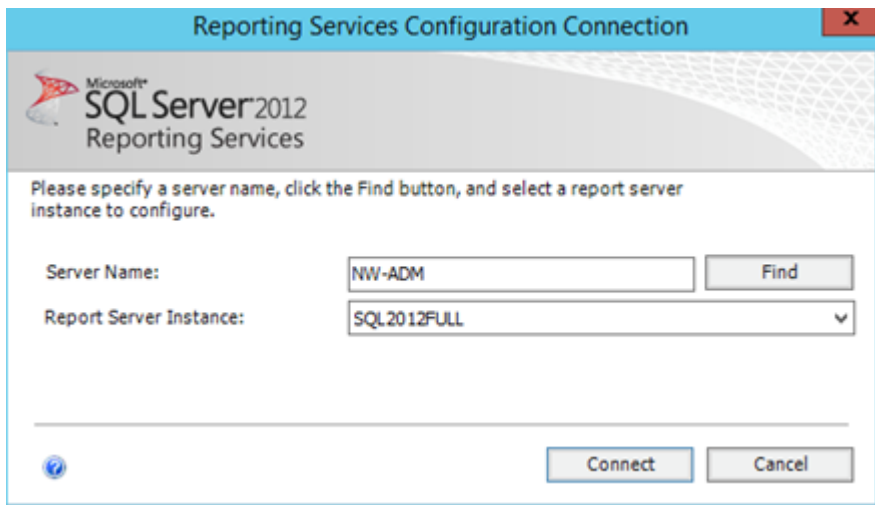 Reporting Services Configuration Connection
x
Microsoft®
SQL Server® 2012
Reporting Services
Please specify a server name, click the Find button, and select a report server
instance to configure.
Server Name: NW-ADM Find
Report Server Instance: SQL2012FULL
? Connect Cancel